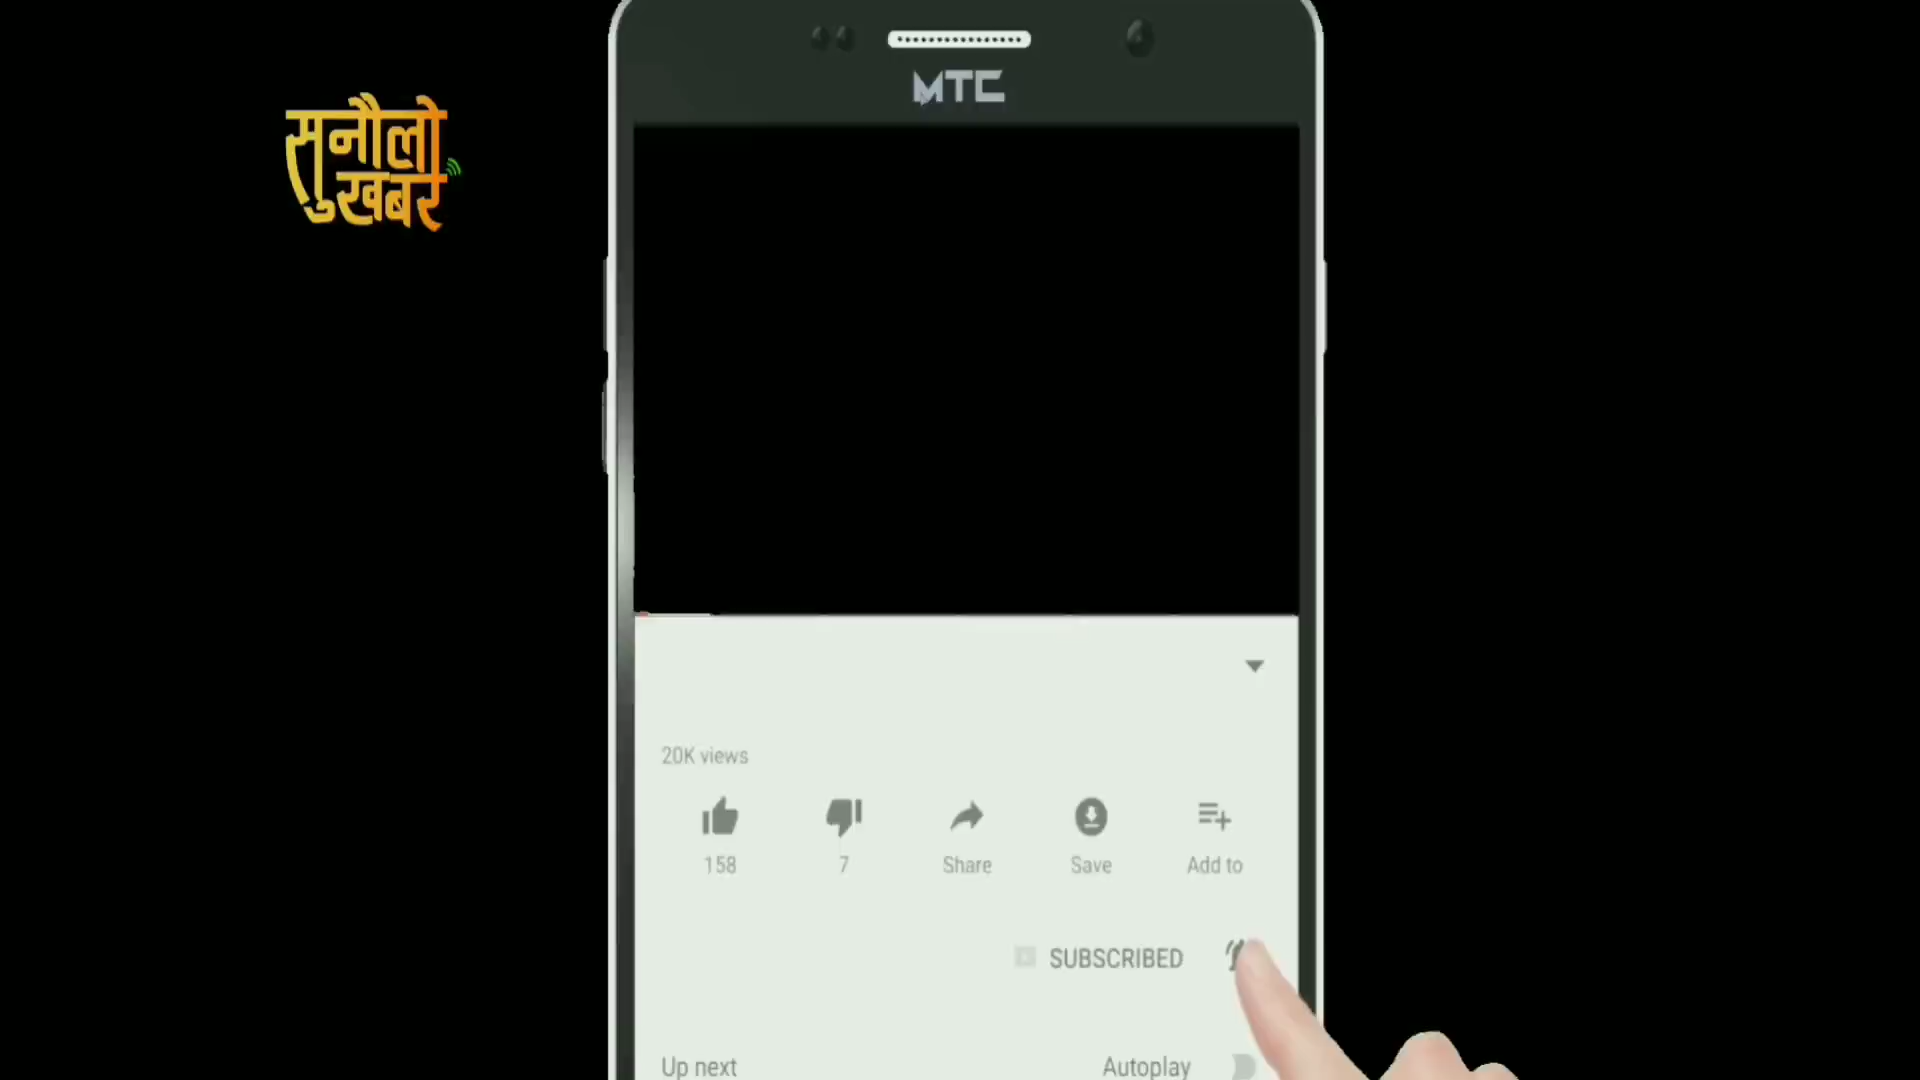 MTC
सुनौलो
खबर
20K views
158
7
Share
Save
Add to
SUBSCRIBED
Up next
Autoplay